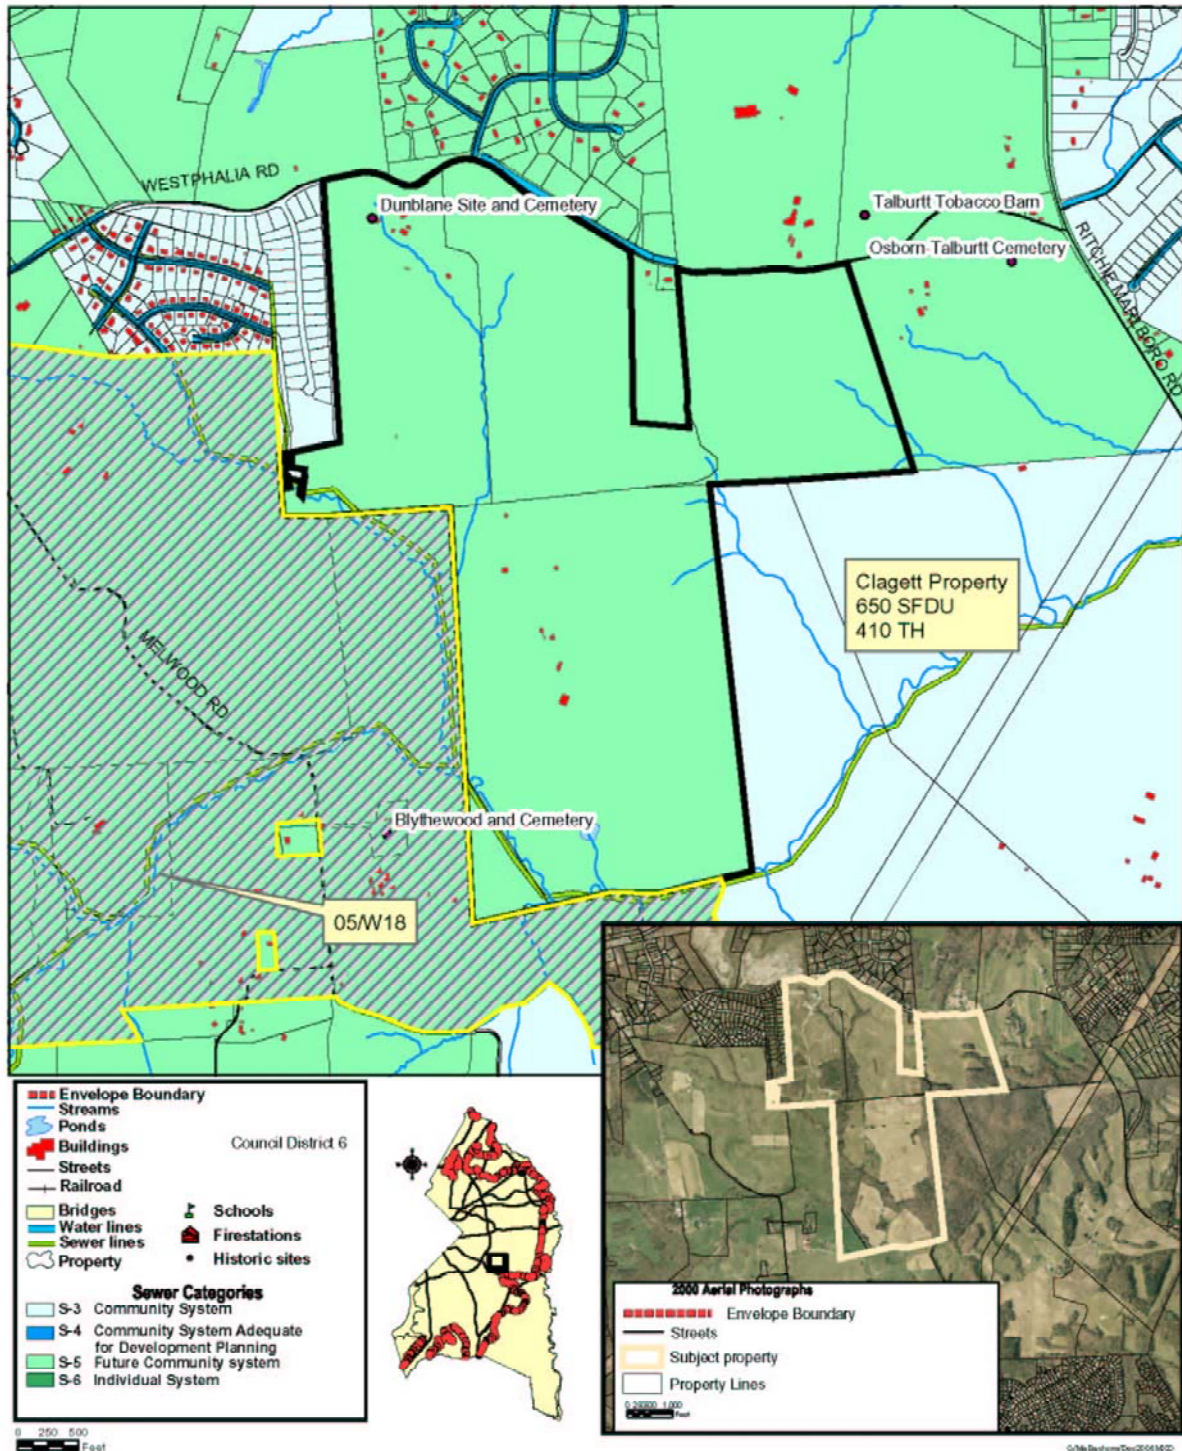 WESTPHALIA RD
Dunblane Site and Cemetery
Talburtt Tobacco Barn
Osborn-Talburtt Cemetery
RITCHIE MARLBORO RD
Clagett Property
650 SFDU
410 TH
MELWOOD RD
Blythewood and Cemetery
05/W18
Envelope Boundary
Streams
Ponds
Buildings
Council District 6
Streets
Railroad
Bridges
Schools
Water lines
Firestations
Sewer lines
Property
Historic sites
Sewer Categories
S-3 Community System
S-4 Community System Adequate
for Development Planning
S-5 Future Community system
S-6 Individual System
0 250 500
Feet
2000 Aerial Photographs
Envelope Boundary
Streets
Subject property
Property Lines
Feet